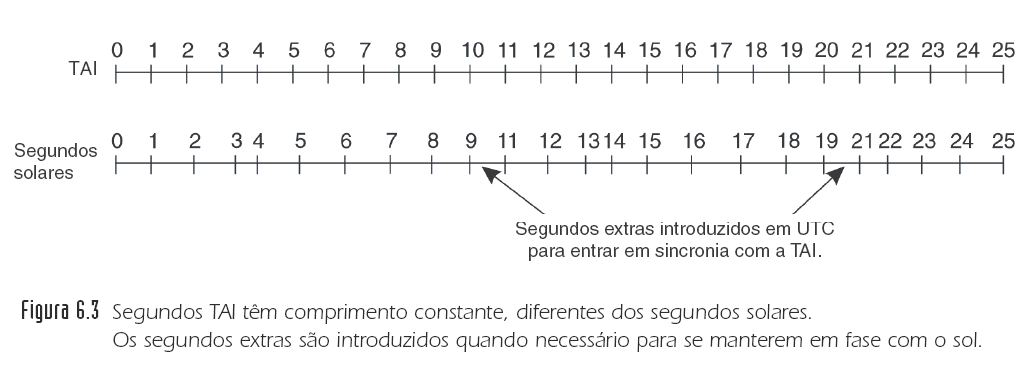 0 1 2 3 4 5 6 7 8 9 10 11 12 13 14 15 16 17 18 19 20 21 22 23 24 25
TAI
0 1 2 3 4 5 6 7 8 9 11 12 13 14 15 16 17 18 19 21 22 23 24 25
Segundos
solares
Segundos extras introduzidos em UTC
para entrar em sincronia com a TAI.
Figura 6.3 Segundos TAI têm comprimento constante, diferentes dos segundos solares.
Os segundos extras são introduzidos quando necessário para se manterem em fase com o sol.